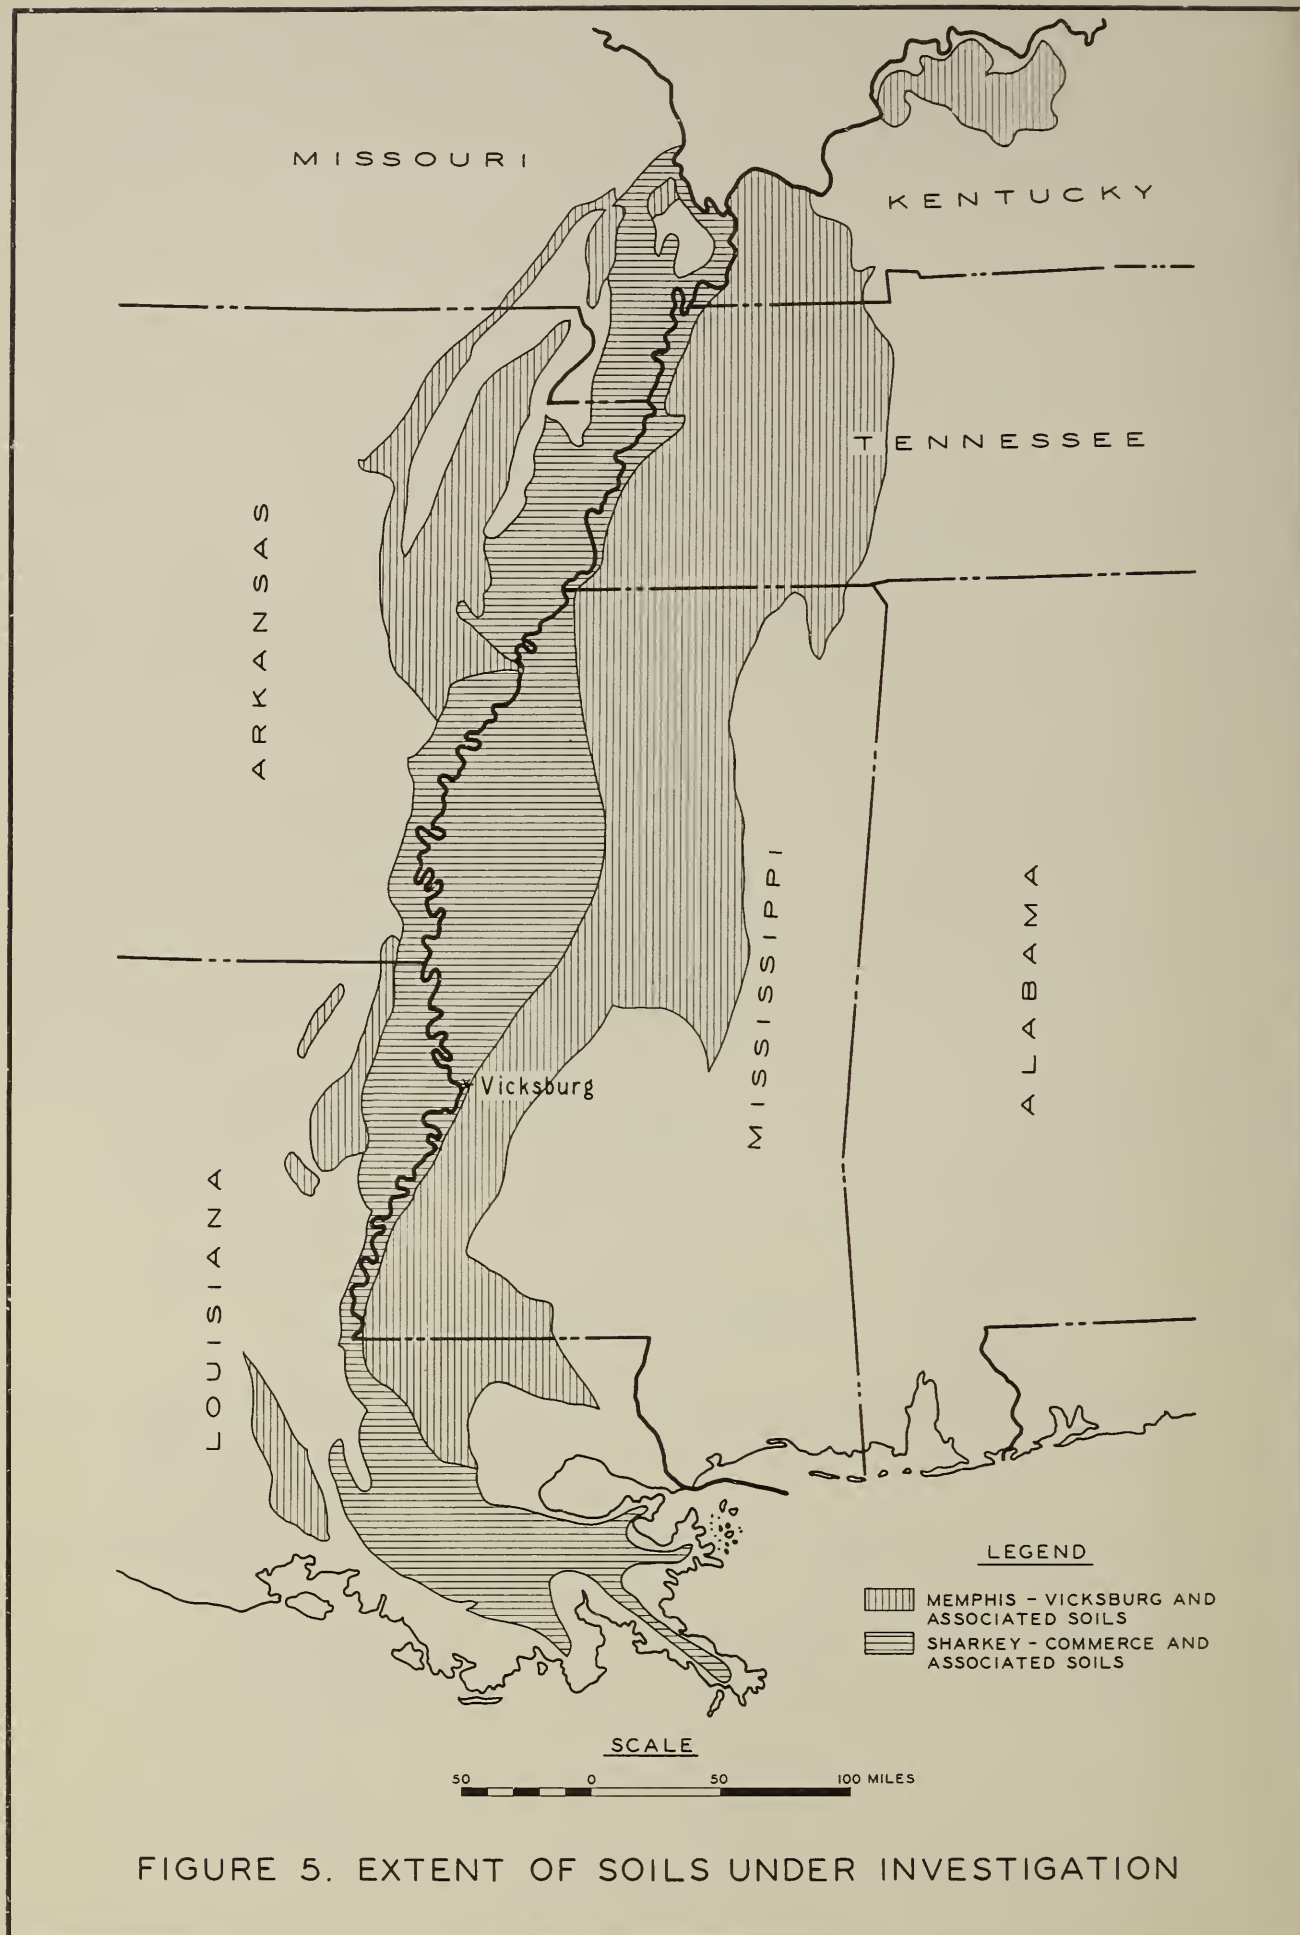 MISSOURI
KENTUCKY
TENNESSEE
ARKANSAS
MISSISSIPPI
ALABAMA
Vicksburg
LOUISIANA
LEGEND
MEMPHIS - VICKSBURG AND
ASSOCIATED SOILS
SHARKEY - COMMERCE AND
ASSOCIATED SOILS
SCALE
50 0 50 100 MILES
FIGURE 5. EXTENT OF SOILS UNDER INVESTIGATION